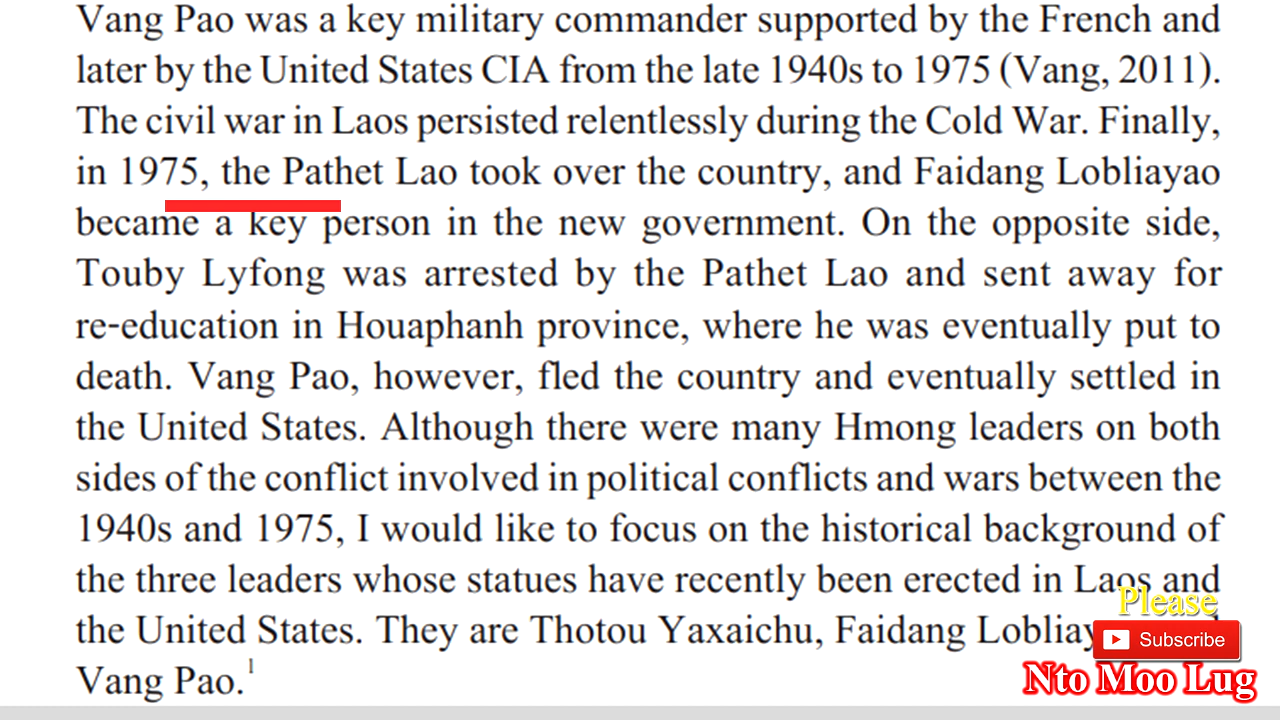 Vang Pao was a key military commander supported by the French and
later by the United States CIA from the late 1940s to 1975 (Vang, 2011).
The civil war in Laos persisted relentlessly during the Cold War. Finally,
in 1975, the Pathet Lao took over the country, and Faidang Lobliayao
became a key person in the new government. On the opposite side,
Touby Lyfong was arrested by the Pathet Lao and sent away for
re-education in Houaphanh province, where he was eventually put to
death. Vang Pao, however, fled the country and eventually settled in
the United States. Although there were many Hmong leaders on both
sides of the conflict involved in political conflicts and wars between the
1940s and 1975, I would like to focus on the historical background of
the three leaders whose statues have recently been erected in Laos and
the United States. They are Thotou Yaxaichu, Faidang
Vang Pao.1
Please
Subscribe
Nto Moo Lug